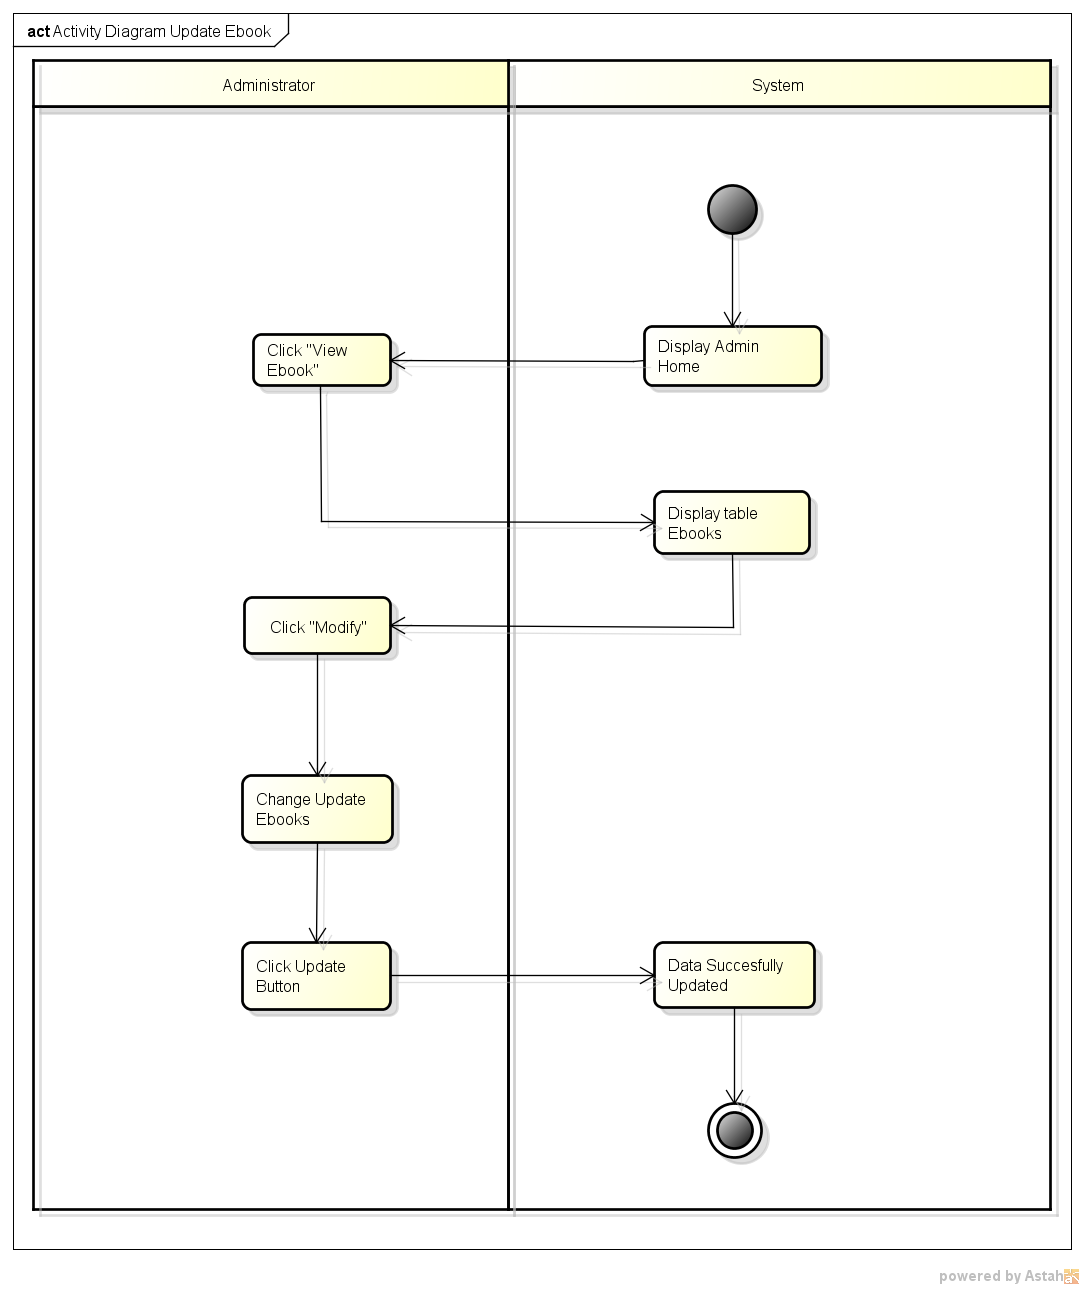 act Activity Diagram Update Ebook
Administrator
System
Display Admin
Home
Click "View
Ebook"
Display table
Ebooks
Click "Modify"
Change Update
Ebooks
Click Update
Button
Data Succesfully
Updated
powered by Astah